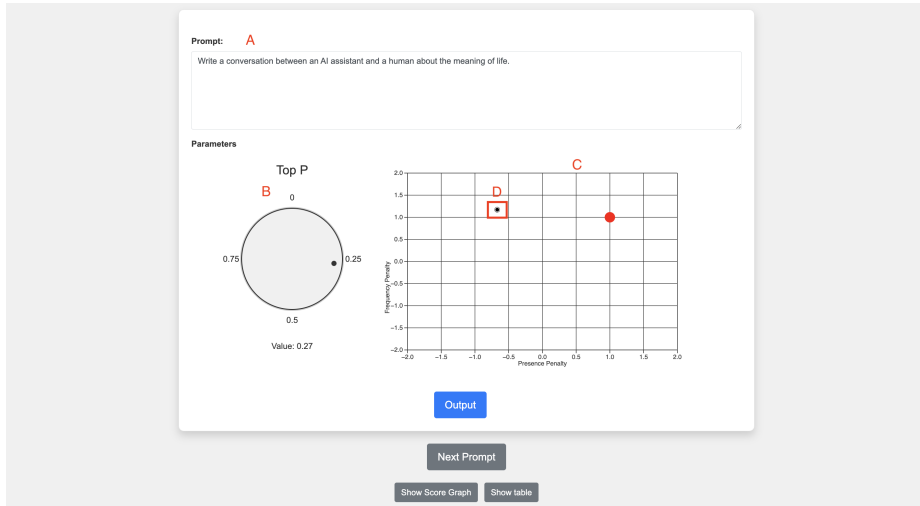 Prompt: A
Write a conversation between an AI assistant and a human about the meaning of life.
Parameters
Top P
B
0
0.75
0.25
0.5
Value: 0.27
C
D
2.0
1.5
1.0
0.5
0.0
−0.5
−1.0
−1.5
−2.0
Frequency Penalty
−2.0 −1.5 −1.0 −0.5 0.0 0.5 1.0 1.5 2.0
Presence Penalty
Output
Next Prompt
Show Score Graph Show table